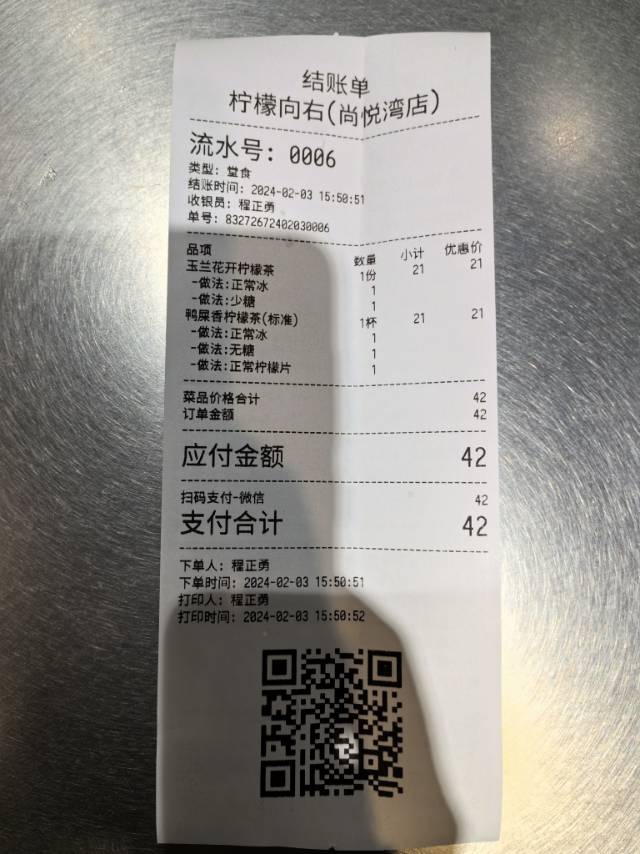 结账单
柠檬向右(尚悦湾店)
流水号: 0006
类型: 堂食
结账时间: 2024-02-03 15:50:51
收银员: 程正勇
单号: 83272672402030006
品项 数量 小计 优惠价
玉兰花开柠檬茶 1份 21 21
-做法:正常冰 1
-做法:少糖 1
鸭屎香柠檬茶(标准) 1杯 21 21
-做法:正常冰 1
-做法:无糖 1
-做法:正常柠檬片 1
菜品价格合计 42
订单金额 42
应付金额 42
扫码支付-微信 42
支付合计 42
下单人: 程正勇
下单时间: 2024-02-03 15:50:51
打印人: 程正勇
打印时间: 2024-02-03 15:50:52